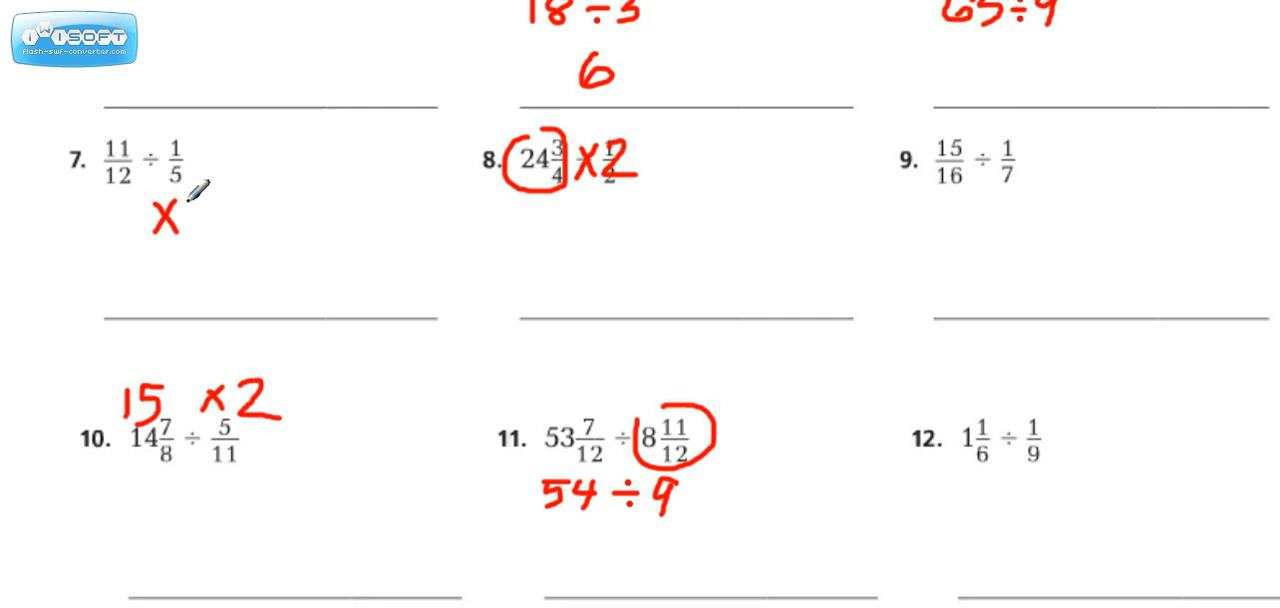 iWiSOFT
flash-swf-converter.com
18 ÷ 3
65 ÷ 9
6
7. 11/12 ÷ 1/5
×
8. 24 3/4 ÷ 1/2
×2
9. 15/16 ÷ 1/7
15 ×2
10. 14 7/8 ÷ 5/11
11. 53 7/12 ÷ 8 11/12
54 ÷ 9
12. 1 1/6 ÷ 1/9